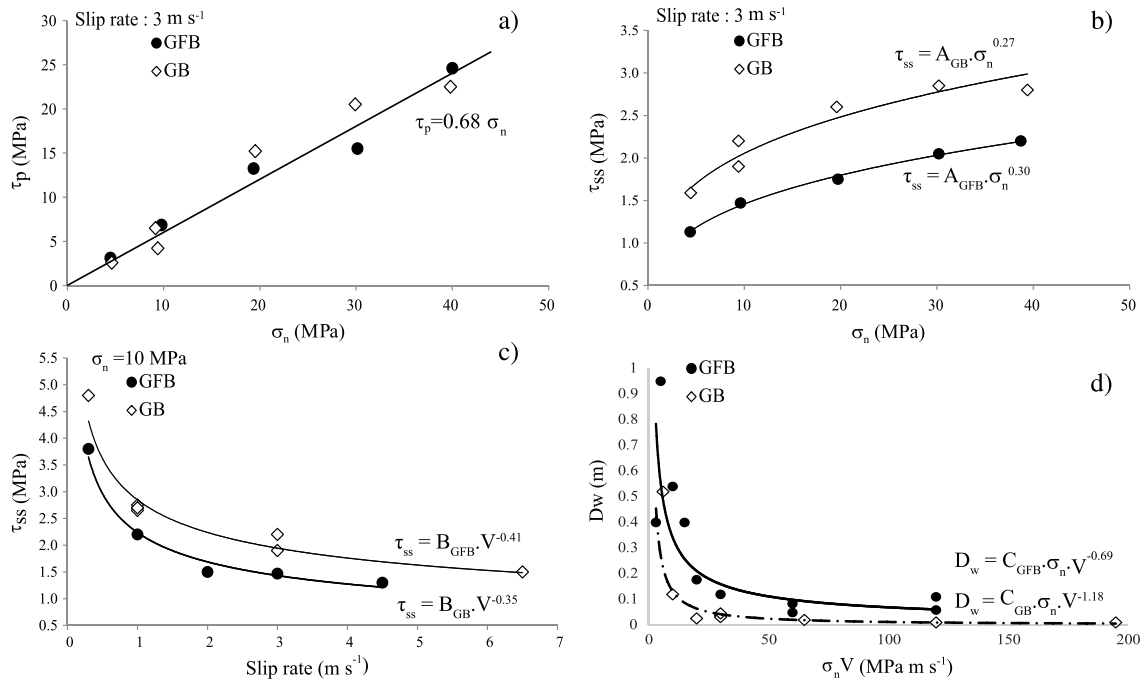 Slip rate : 3 m s⁻¹
GFB
GB
a)
τp (MPa)
30
25
20
15
10
5
0
τp=0.68 σn
0 10 20 30 40 50
σn (MPa)
Slip rate : 3 m s⁻¹
GFB
GB
b)
τss (MPa)
3.5
3.0
2.5
2.0
1.5
1.0
0.5
τss = AGB.σn^0.27
τss = AGFB.σn^0.30
0 10 20 30 40 50
σn (MPa)
c)
σn =10 MPa
GFB
GB
τss (MPa)
5.5
5.0
4.5
4.0
3.5
3.0
2.5
2.0
1.5
1.0
0.5
τss = BGFB.V^-0.41
τss = BGB.V^-0.35
0 1 2 3 4 5 6 7
Slip rate (m s⁻¹)
GFB
GB
d)
Dw (m)
1
0.9
0.8
0.7
0.6
0.5
0.4
0.3
0.2
0.1
0
Dw = CGFB.σn.V^-0.69
Dw = CGB.σn.V^-1.18
0 50 100 150 200
σnV (MPa m s⁻¹)